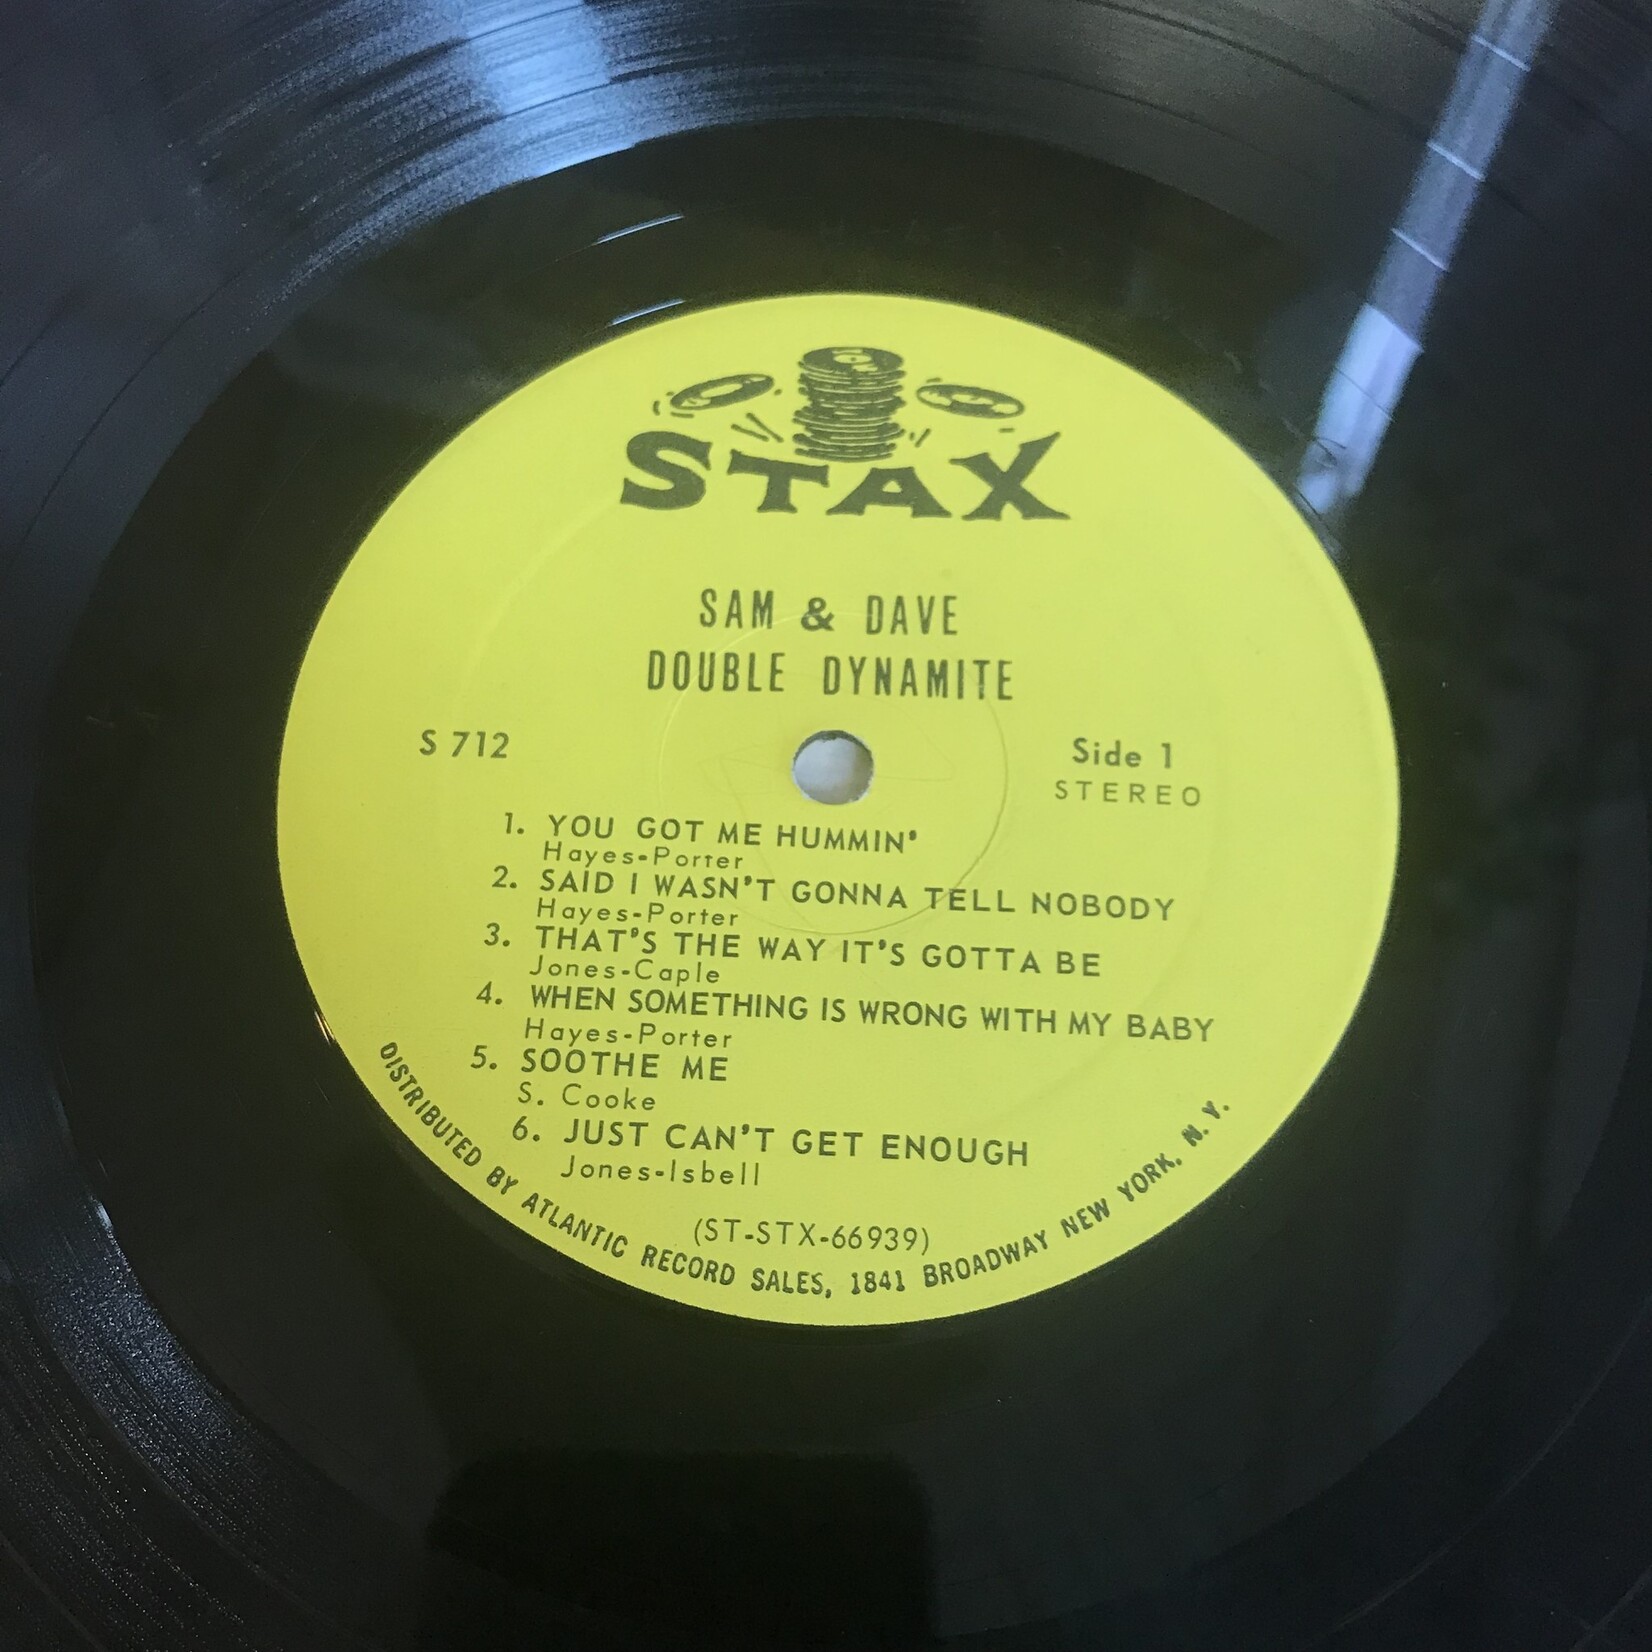 STAX
SAM & DAVE
DOUBLE DYNAMITE
S 712
Side 1
STEREO
1. YOU GOT ME HUMMIN'
Hayes-Porter
2. SAID I WASN'T GONNA TELL NOBODY
Hayes-Porter
3. THAT'S THE WAY IT'S GOTTA BE
Jones-Caple
4. WHEN SOMETHING IS WRONG WITH MY BABY
Hayes-Porter
5. SOOTHE ME
S. Cooke
6. JUST CAN'T GET ENOUGH
Jones-Isbell
(ST-STX-66939)
DISTRIBUTED BY ATLANTIC RECORD SALES, 1841 BROADWAY NEW YORK, N. Y.